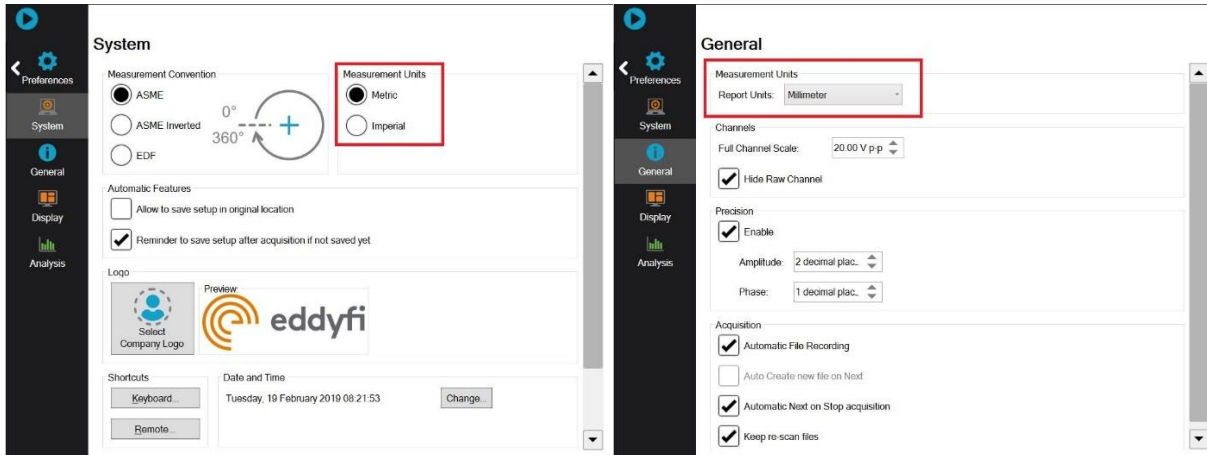 Preferences
System
General
Display
Analysis
System
Measurement Convention
ASME
ASME Inverted
EDF
0°
360°
Measurement Units
Metric
Imperial
Automatic Features
Allow to save setup in original location
Reminder to save setup after acquisition if not saved yet
Logo
Select
Company Logo
Preview:
eddyfi
Shortcuts
Keyboard...
Remote...
Date and Time
Tuesday, 19 February 2019 08:21:53
Change...
Preferences
System
General
Display
Analysis
General
Measurement Units
Report Units: Millimeter
Channels
Full Channel Scale: 20.00 V p-p
Hide Raw Channel
Precision
Enable
Amplitude: 2 decimal plac...
Phase: 1 decimal plac...
Acquisition
Automatic File Recording
Auto Create new file on Next
Automatic Next on Stop acquisition
Keep re-scan files